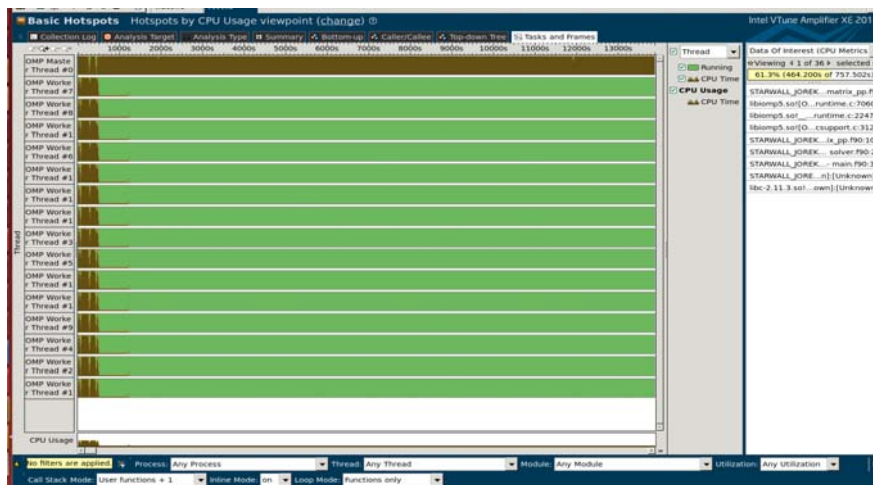 Basic Hotspots Hotspots by CPU Usage viewpoint (change)
Intel VTune Amplifier XE 201
Collection Log Analysis Target Analysis Type Summary Bottom-up Caller/Callee Top-down Tree Tasks and Frames
1000s 2000s 3000s 4000s 5000s 6000s 7000s 8000s 9000s 10000s 11000s 12000s 13000s
Thread
OMP Maste
r Thread #0
OMP Worke
r Thread #7
OMP Worke
r Thread #8
OMP Worke
r Thread #1
OMP Worke
r Thread #6
OMP Worke
r Thread #1
OMP Worke
r Thread #1
OMP Worke
r Thread #1
OMP Worke
r Thread #3
OMP Worke
r Thread #5
OMP Worke
r Thread #1
OMP Worke
r Thread #1
OMP Worke
r Thread #9
OMP Worke
r Thread #4
OMP Worke
r Thread #2
OMP Worke
r Thread #1
CPU Usage
Thread
Running
CPU Time
CPU Usage
CPU Time
Data Of Interest (CPU Metrics
Viewing 1 of 36 selected
61.3% (464.200s of 757.502s)
STARWALL_JOREK... matrix_pp.f
libiomp5.so![O...runtime.c:706
libiomp5.so!__...runtime.c:2247
libiomp5.so![O...csupport.c:312
STARWALL_JOREK...ix_pp.f90:10
STARWALL_JOREK... solver.f90:2
STARWALL_JOREK...- main.f90:3
STARWALL_JORE...n]:[Unknown
libc-2.11.3.so!...own]:[Unknow
No filters are applied. Process: Any Process Thread: Any Thread Module: Any Module Utilization: Any Utilization
Call Stack Mode: User functions + 1 Inline Mode: on Loop Mode: Functions only